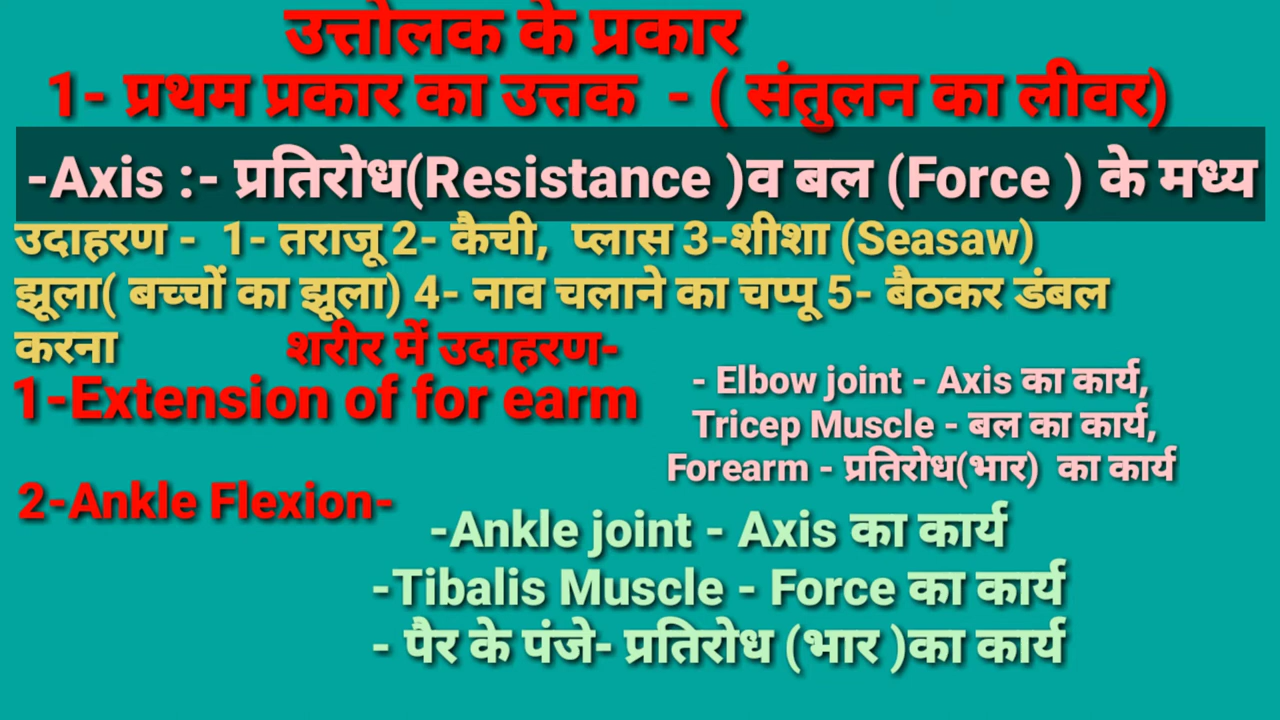 उत्तोलक के प्रकार
1- प्रथम प्रकार का उत्तक - ( संतुलन का लीवर)
-Axis :- प्रतिरोध(Resistance )व बल (Force ) के मध्य
उदाहरण - 1- तराजू 2- कैची, प्लास 3-शीशा (Seasaw)
झूला( बच्चों का झूला) 4- नाव चलाने का चप्पू 5- बैठकर डंबल
करना
शरीर में उदाहरण-
1-Extension of for earm
- Elbow joint - Axis का कार्य,
Tricep Muscle - बल का कार्य,
Forearm - प्रतिरोध(भार) का कार्य
2-Ankle Flexion-
-Ankle joint - Axis का कार्य
-Tibalis Muscle - Force का कार्य
- पैर के पंजे- प्रतिरोध (भार )का कार्य